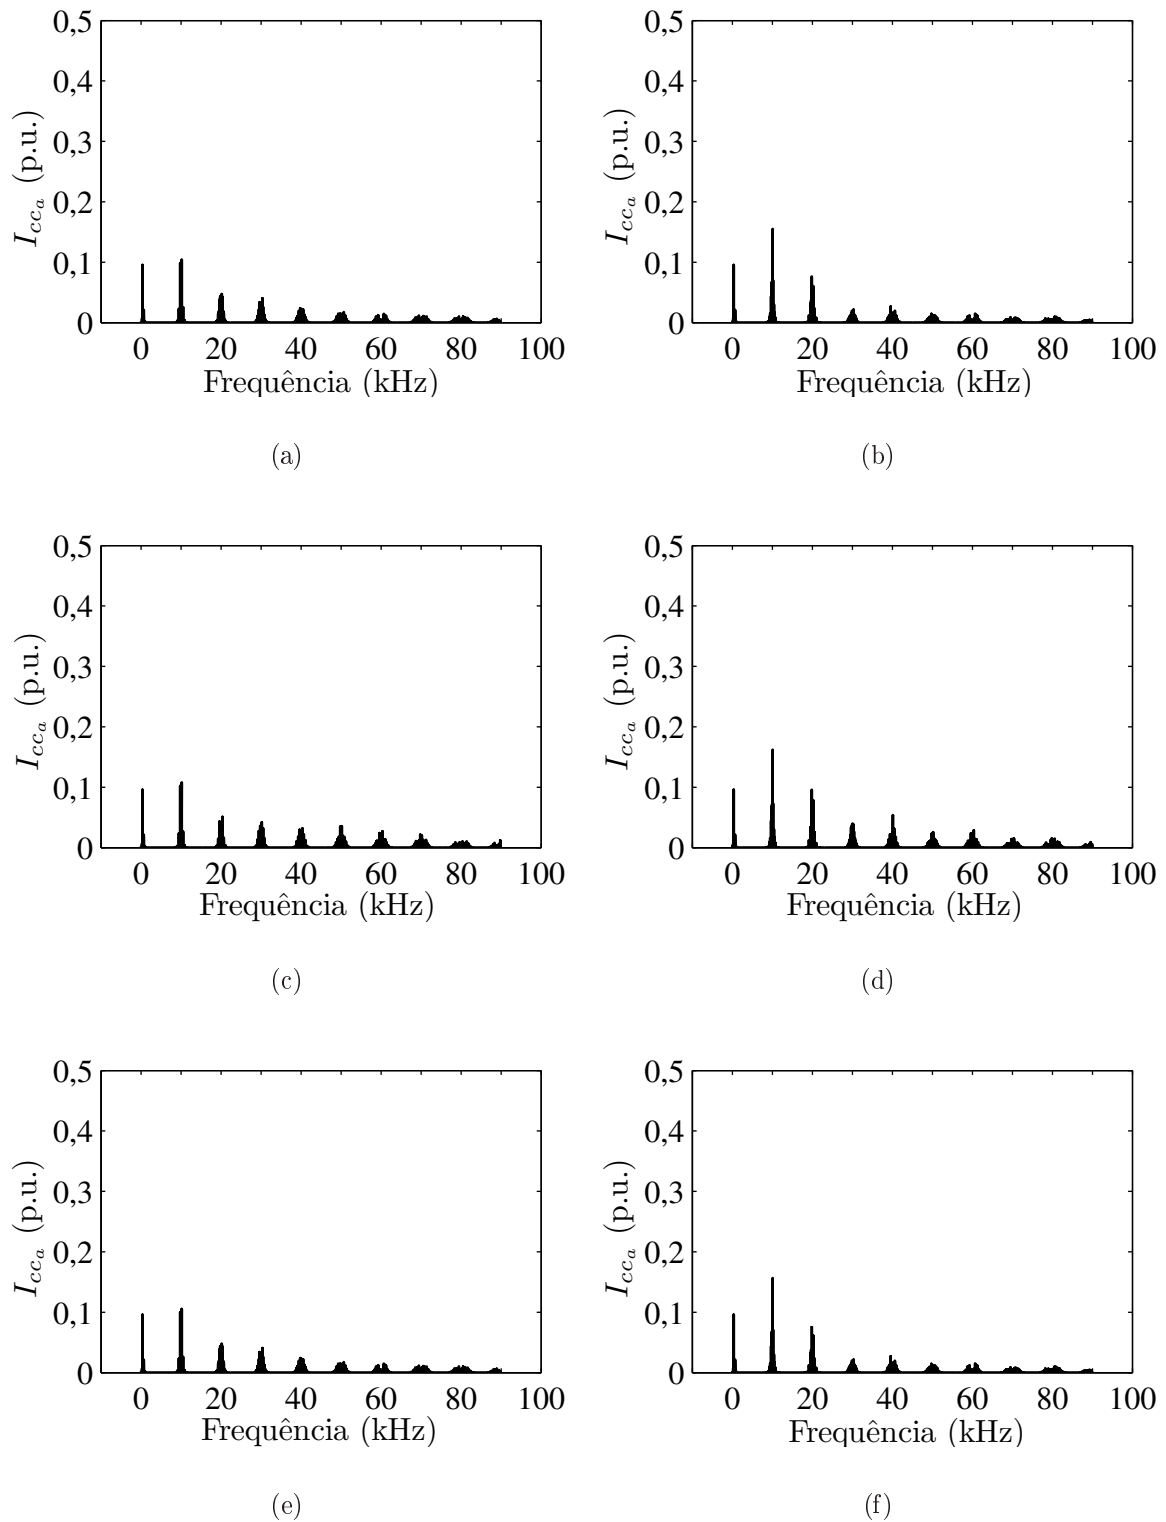 0,5 0,5
0,4 0,4
0,3 0,3
0,2 0,2
0,1 0,1
0 0
I_{cc_a} (p.u.) I_{cc_a} (p.u.)
0 20 40 60 80 100 0 20 40 60 80 100
Frequência (kHz) Frequência (kHz)
(a) (b)
0,5 0,5
0,4 0,4
0,3 0,3
0,2 0,2
0,1 0,1
0 0
I_{cc_a} (p.u.) I_{cc_a} (p.u.)
0 20 40 60 80 100 0 20 40 60 80 100
Frequência (kHz) Frequência (kHz)
(c) (d)
0,5 0,5
0,4 0,4
0,3 0,3
0,2 0,2
0,1 0,1
0 0
I_{cc_a} (p.u.) I_{cc_a} (p.u.)
0 20 40 60 80 100 0 20 40 60 80 100
Frequência (kHz) Frequência (kHz)
(e) (f)